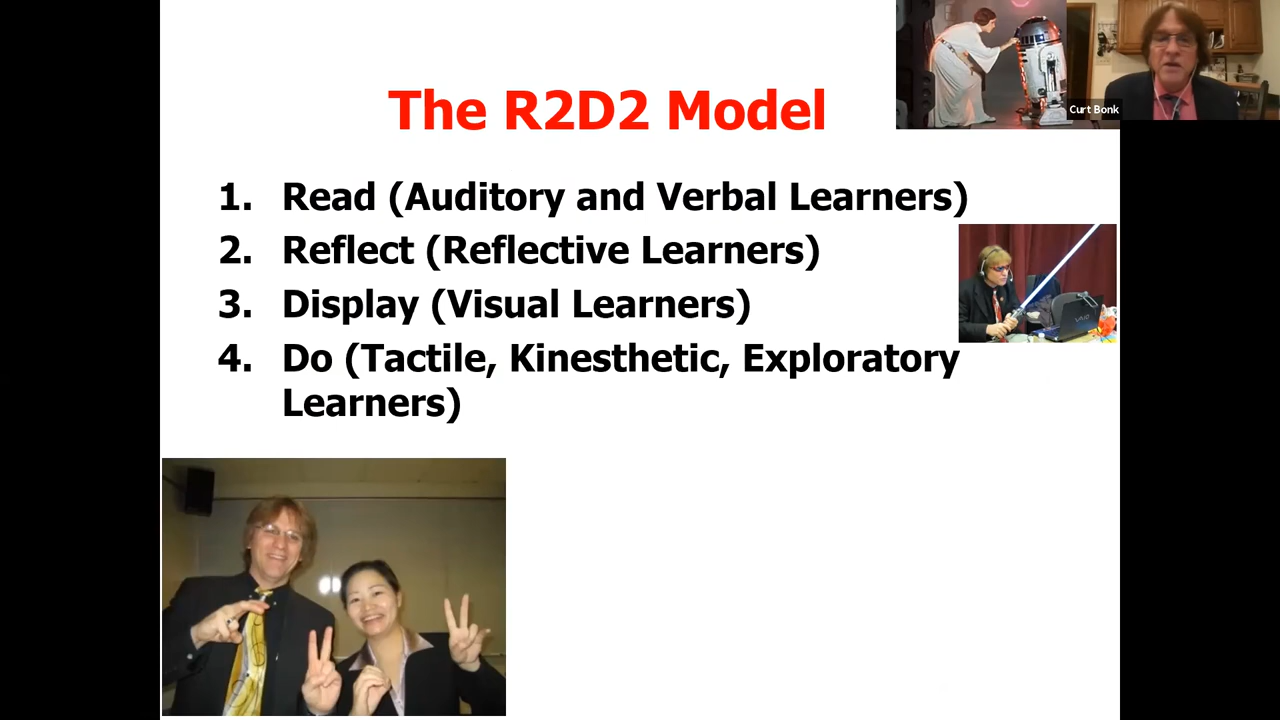 The R2D2 Model
Curt Bonk
1. Read (Auditory and Verbal Learners)
2. Reflect (Reflective Learners)
3. Display (Visual Learners)
4. Do (Tactile, Kinesthetic, Exploratory
Learners)
VAIO